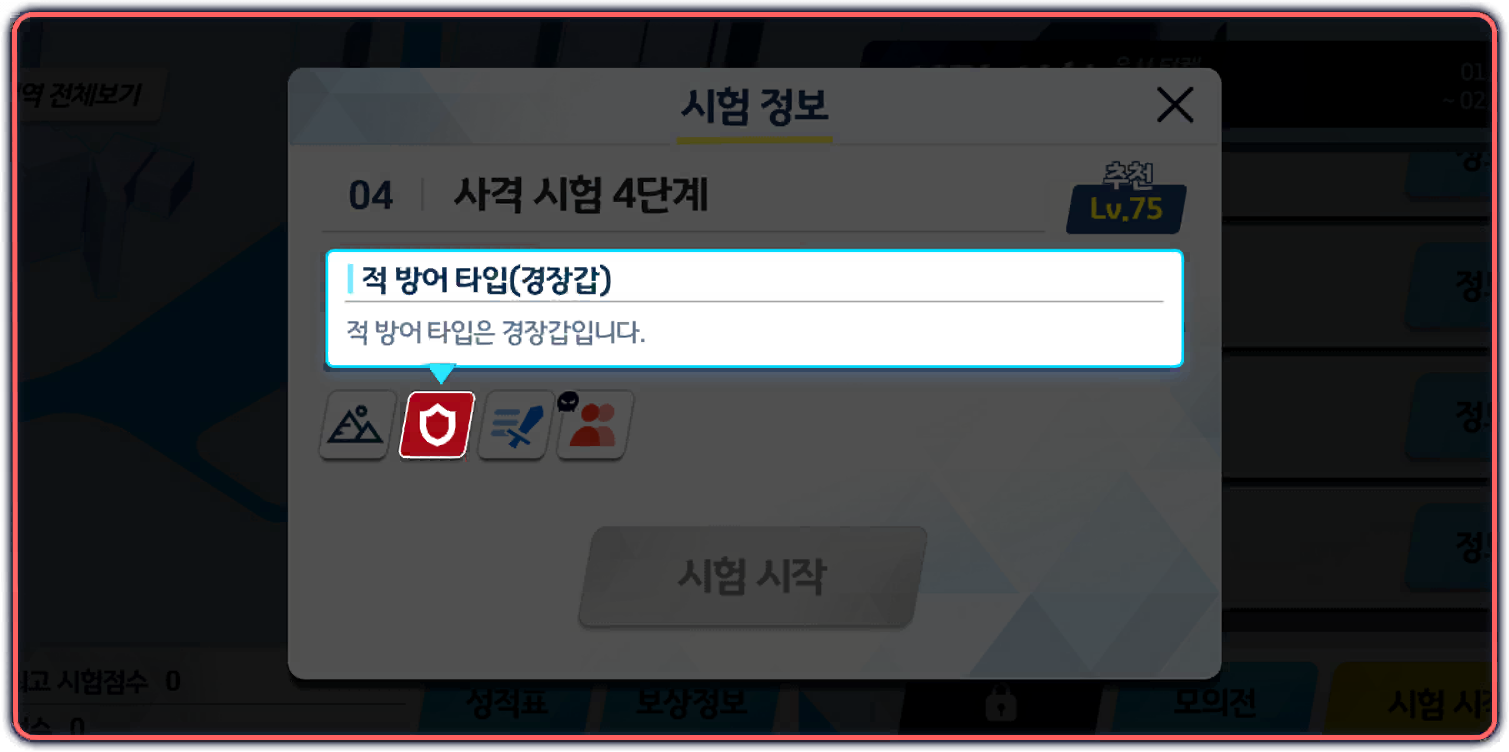 역 전체보기
시험 정보
04
사격 시험 4단계
추천
Lv.75
적 방어 타입(경장갑)
적 방어 타입은 경장갑입니다.
시험 시작
01
~ 02
시험점수 0
0
성적표
보상정보
모의전
시험 시